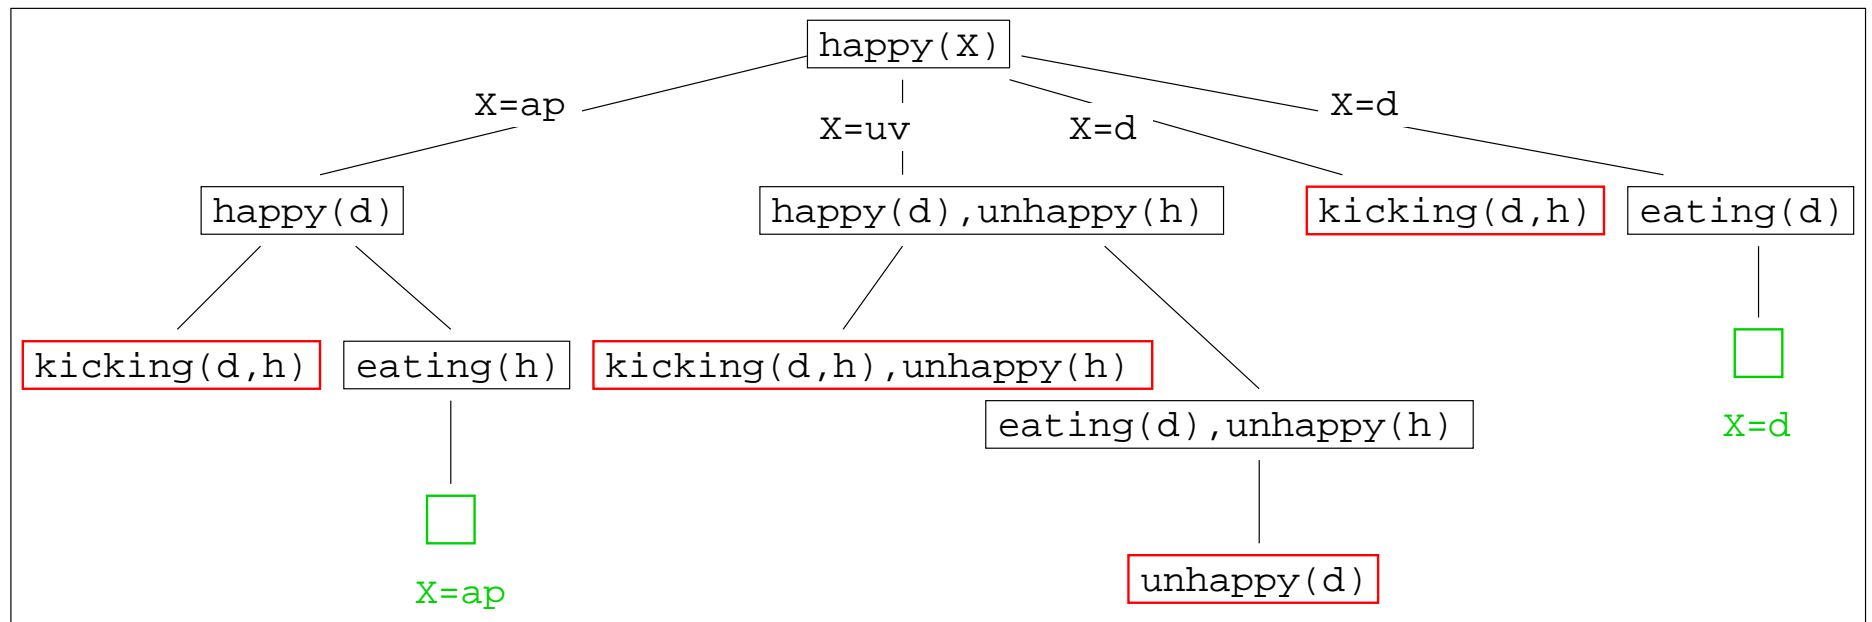 happy(X)
X=ap
X=d
X=uv
X=d
happy(d)
happy(d),unhappy(h)
kicking(d,h)
eating(d)
kicking(d,h)
eating(h)
kicking(d,h),unhappy(h)
eating(d),unhappy(h)
X=d
unhappy(d)
X=ap